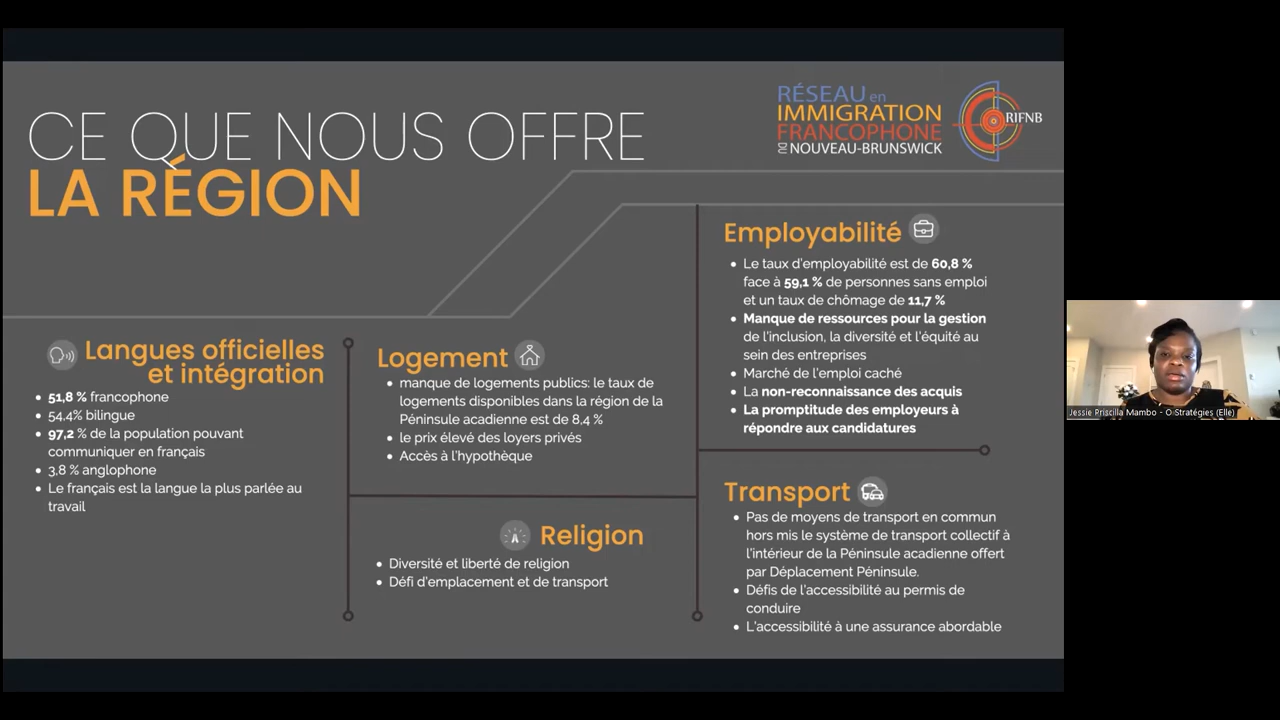 CE QUE NOUS OFFRE
LA RÉGION
RÉSEAU en
IMMIGRATION
FRANCOPHONE
DU NOUVEAU-BRUNSWICK
RIFNB
Langues officielles
et intégration
51,8 % francophone
54,4% bilingue
97,2 % de la population pouvant
communiquer en français
3,8 % anglophone
Le français est la langue la plus parlée au
travail
Logement
manque de logements publics: le taux de
logements disponibles dans la région de la
Péninsule acadienne est de 8,4 %
le prix élevé des loyers privés
Accès à l'hypothèque
Religion
Diversité et liberté de religion
Défi d'emplacement et de transport
Employabilité
Le taux d'employabilité est de 60,8 %
face à 59,1 % de personnes sans emploi
et un taux de chômage de 11,7 %
Manque de ressources pour la gestion
de l'inclusion, la diversité et l'équité au
sein des entreprises
Marché de l'emploi caché
La non-reconnaissance des acquis
La promptitude des employeurs à
répondre aux candidatures
Transport
Pas de moyens de transport en commun
hors mis le système de transport collectif à
l'intérieur de la Péninsule acadienne offert
par Déplacement Péninsule.
Défis de l'accessibilité au permis de
conduire
L'accessibilité à une assurance abordable
Jessie Priscilla Mambo - O Stratégies (Elle)